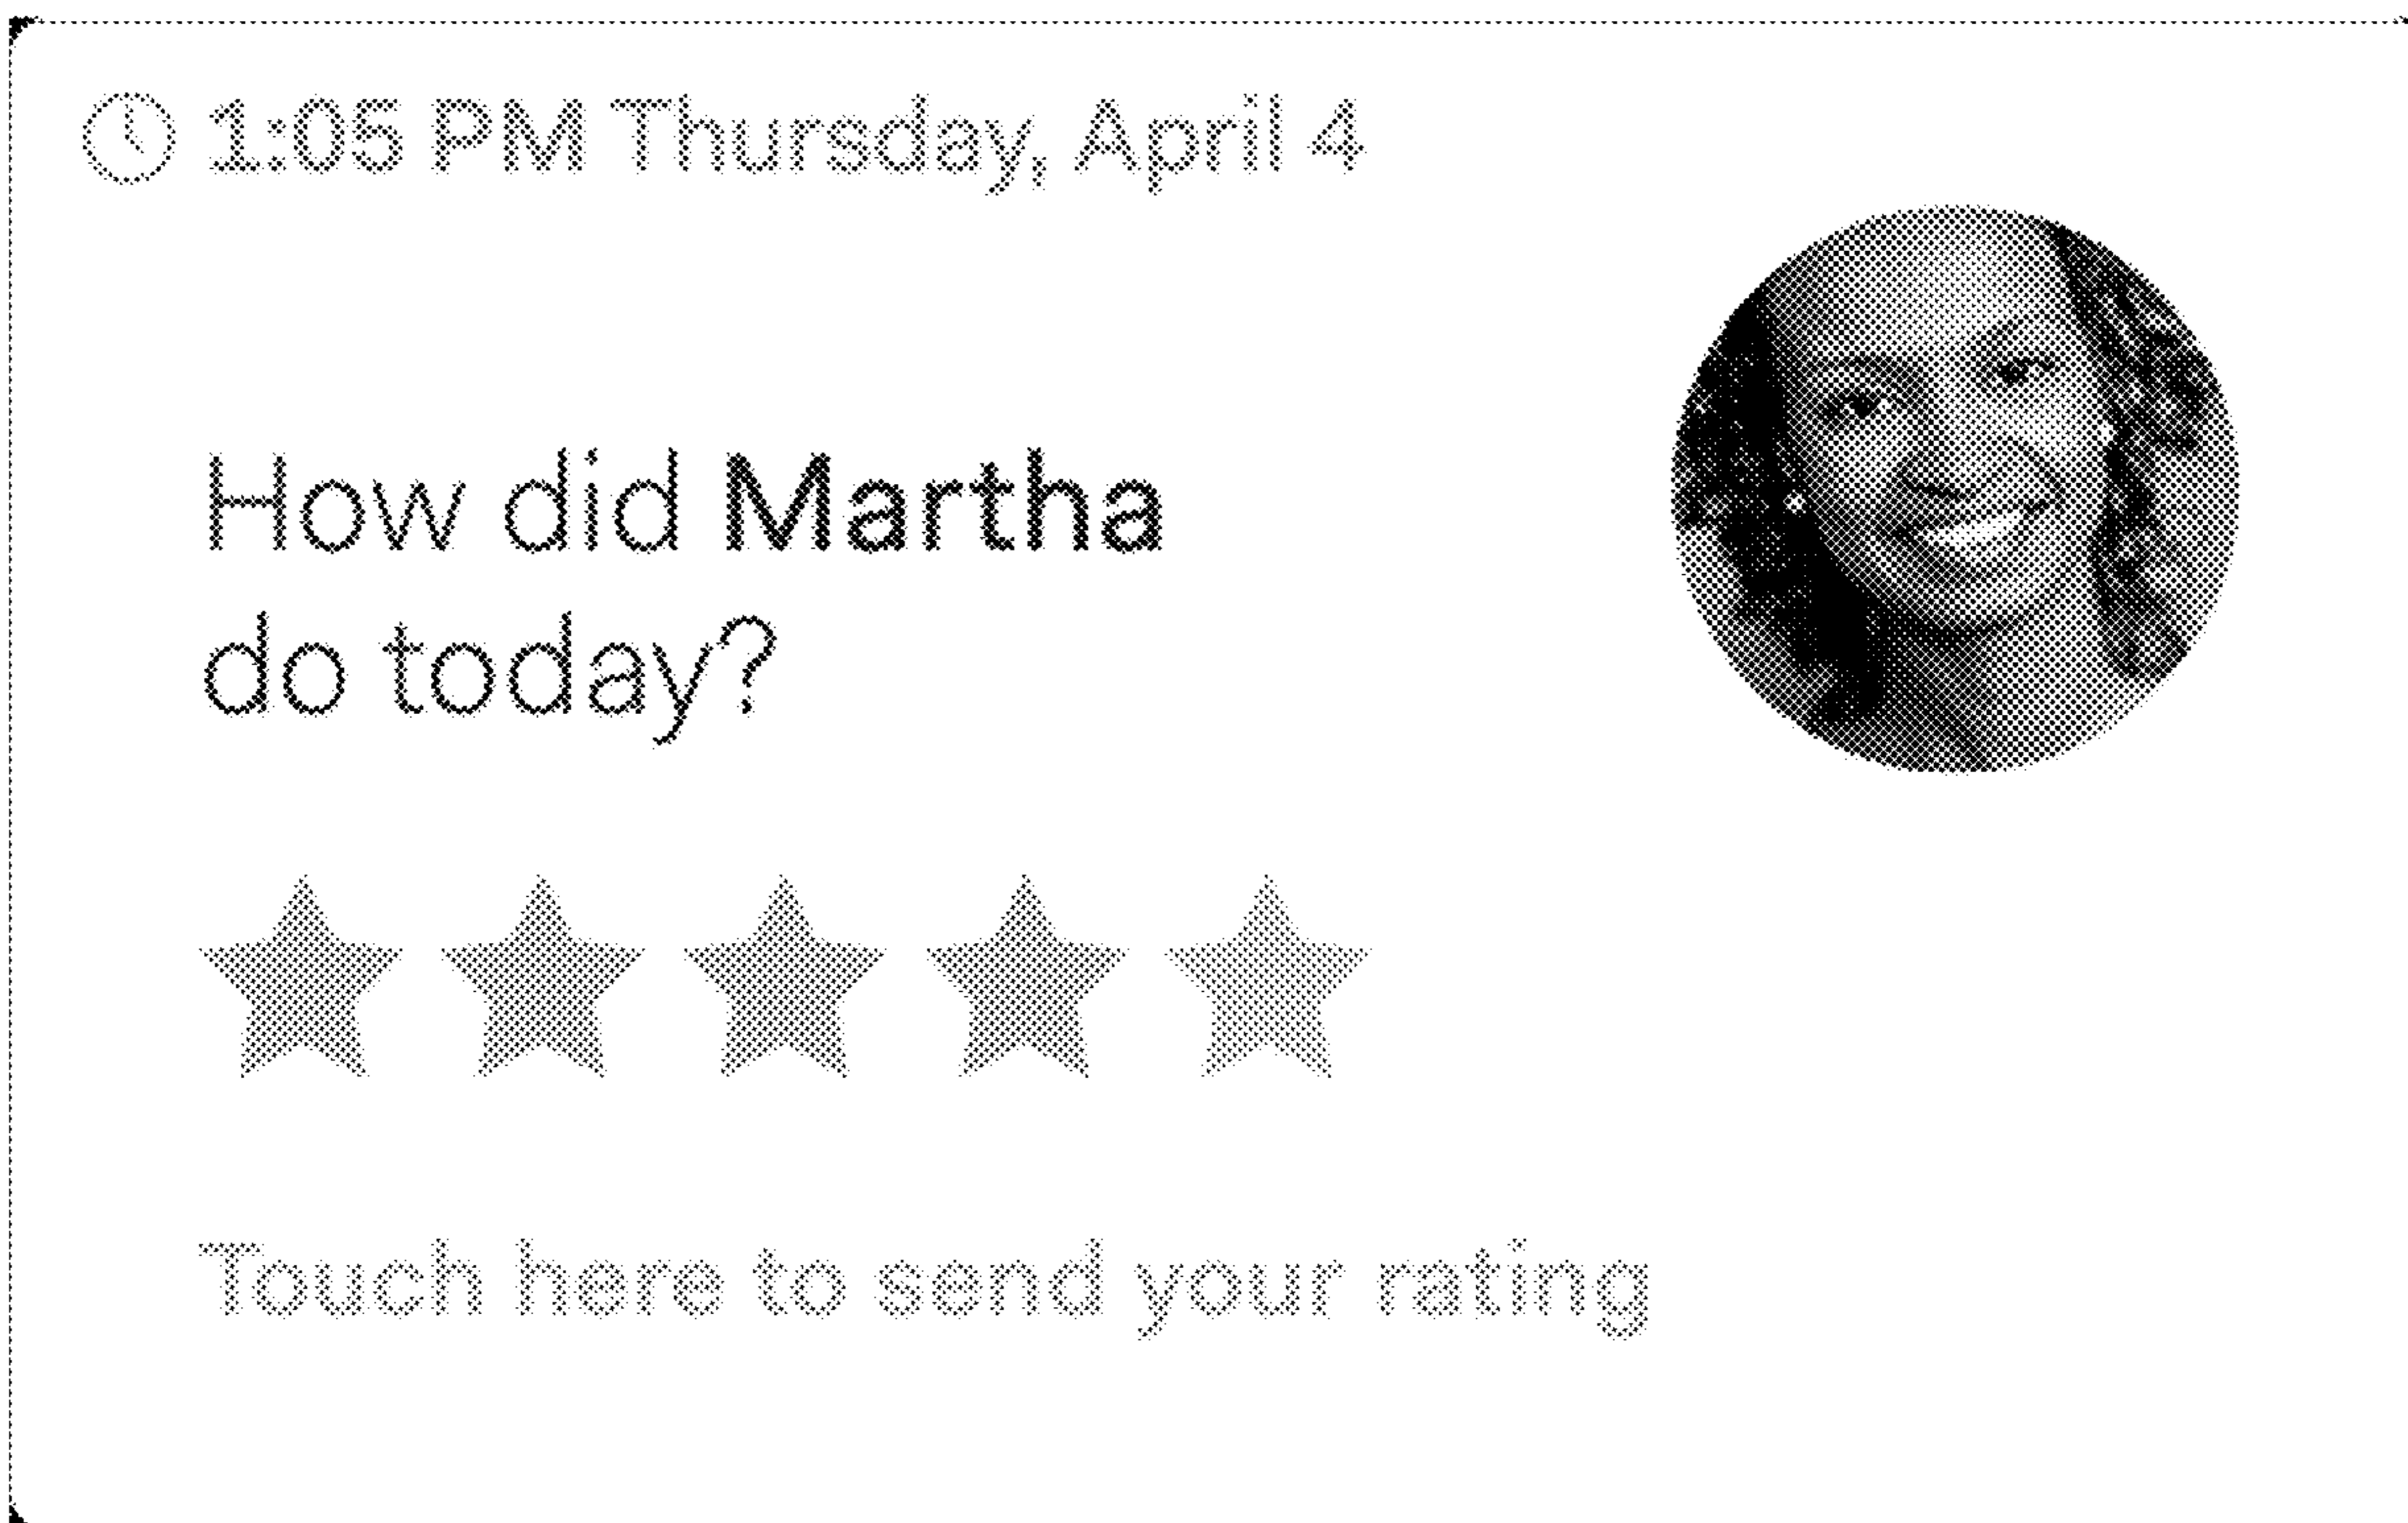 1:05 PM Thursday, April 4
How did Martha
do today?
Touch here to send your rating